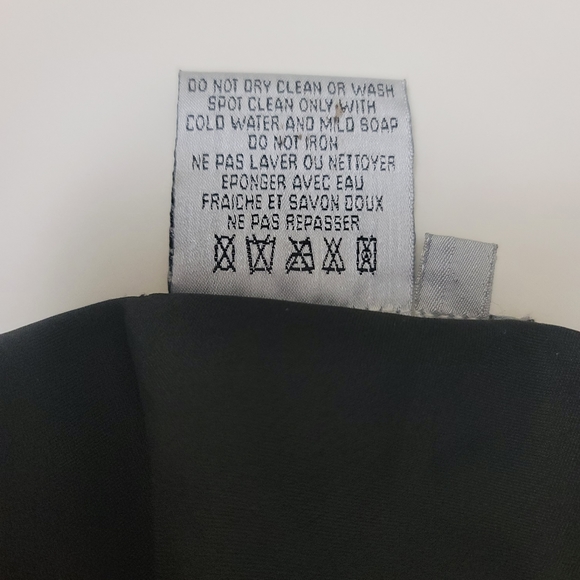 DO NOT DRY CLEAN OR WASH
SPOT CLEAN ONLY WITH
COLD WATER AND MILD SOAP
DO NOT IRON
NE PAS LAVER OU NETTOYER
EPONGER AVEC EAU
FRAICHE ET SAVON DOUX
NE PAS REPASSER